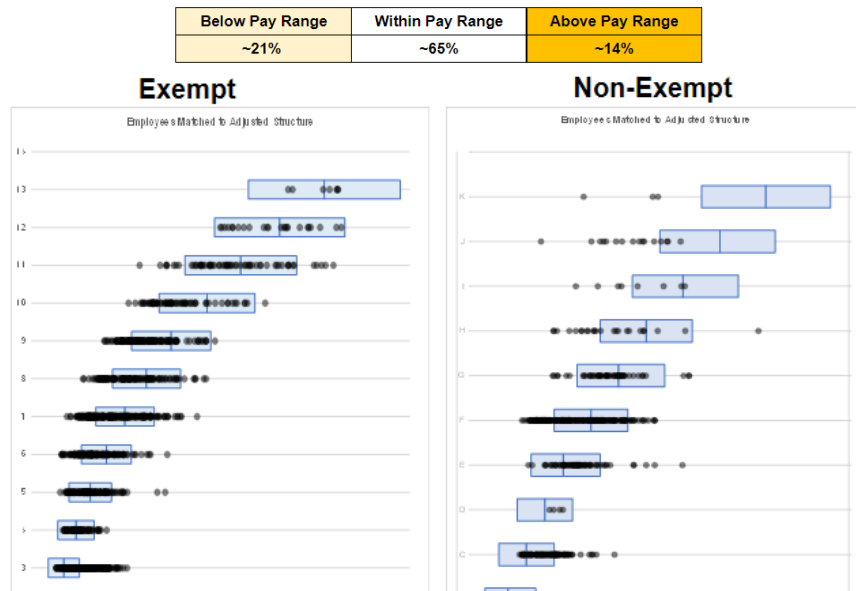 Below Pay Range Within Pay Range Above Pay Range
~21% ~65% ~14%
Exempt Non-Exempt
Employees Matched to Adjusted Structure
Employees Matched to Adjusted Structure
13
12
11
10
9
8
6
5
3
K
J
I
H
G
F
E
D
C